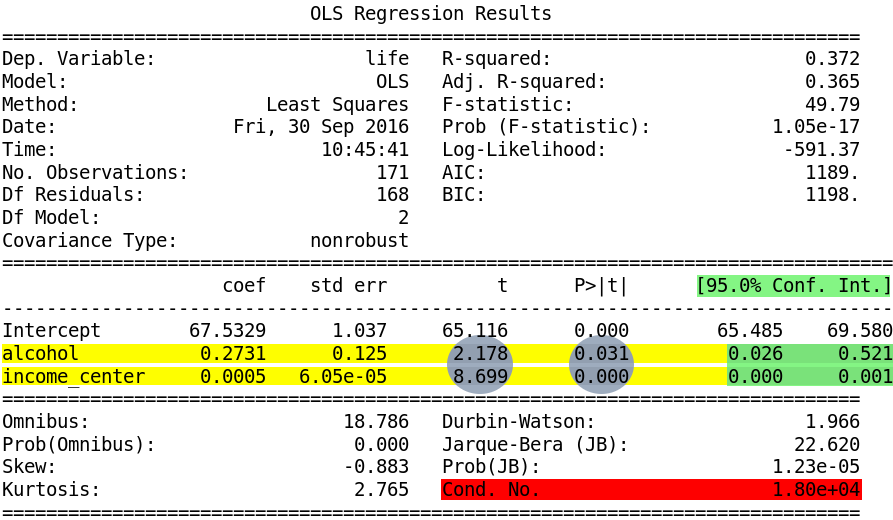 OLS Regression Results
==============================================================================
Dep. Variable: life R-squared: 0.372
Model: OLS Adj. R-squared: 0.365
Method: Least Squares F-statistic: 49.79
Date: Fri, 30 Sep 2016 Prob (F-statistic): 1.05e-17
Time: 10:45:41 Log-Likelihood: -591.37
No. Observations: 171 AIC: 1189.
Df Residuals: 168 BIC: 1198.
Df Model: 2
Covariance Type: nonrobust
=================================================================================
coef std err t P>|t| [95.0% Conf. Int.]
---------------------------------------------------------------------------------
Intercept 67.5329 1.037 65.116 0.000 65.485 69.580
alcohol 0.2731 0.125 2.178 0.031 0.026 0.521
income_center 0.0005 6.05e-05 8.699 0.000 0.000 0.001
==============================================================================
Omnibus: 18.786 Durbin-Watson: 1.966
Prob(Omnibus): 0.000 Jarque-Bera (JB): 22.620
Skew: -0.883 Prob(JB): 1.23e-05
Kurtosis: 2.765 Cond. No. 1.80e+04
==============================================================================